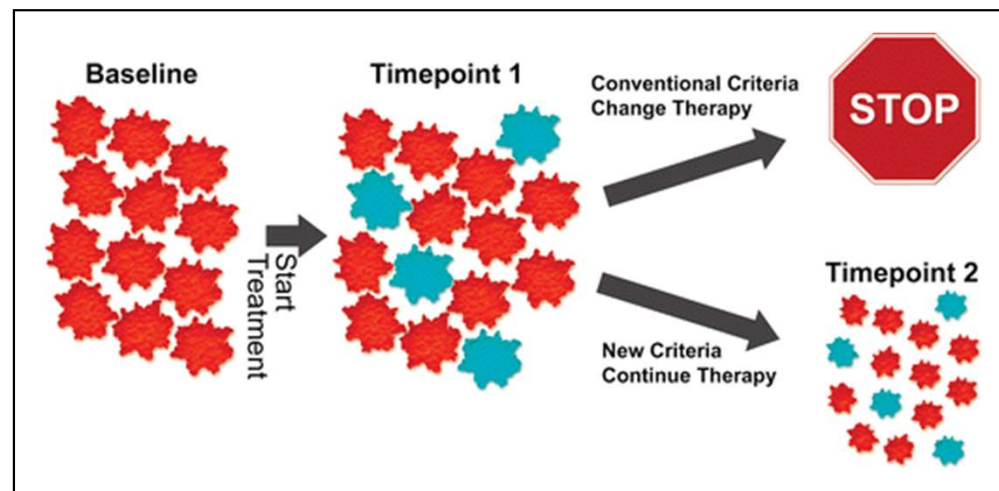 Baseline
Timepoint 1
Conventional Criteria
Change Therapy
STOP
Start
Treatment
Timepoint 2
New Criteria
Continue Therapy